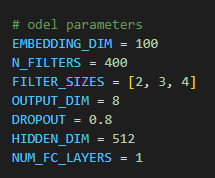 # odel parameters
EMBEDDING_DIM = 100
N_FILTERS = 400
FILTER_SIZES = [2, 3, 4]
OUTPUT_DIM = 8
DROPOUT = 0.8
HIDDEN_DIM = 512
NUM_FC_LAYERS = 1